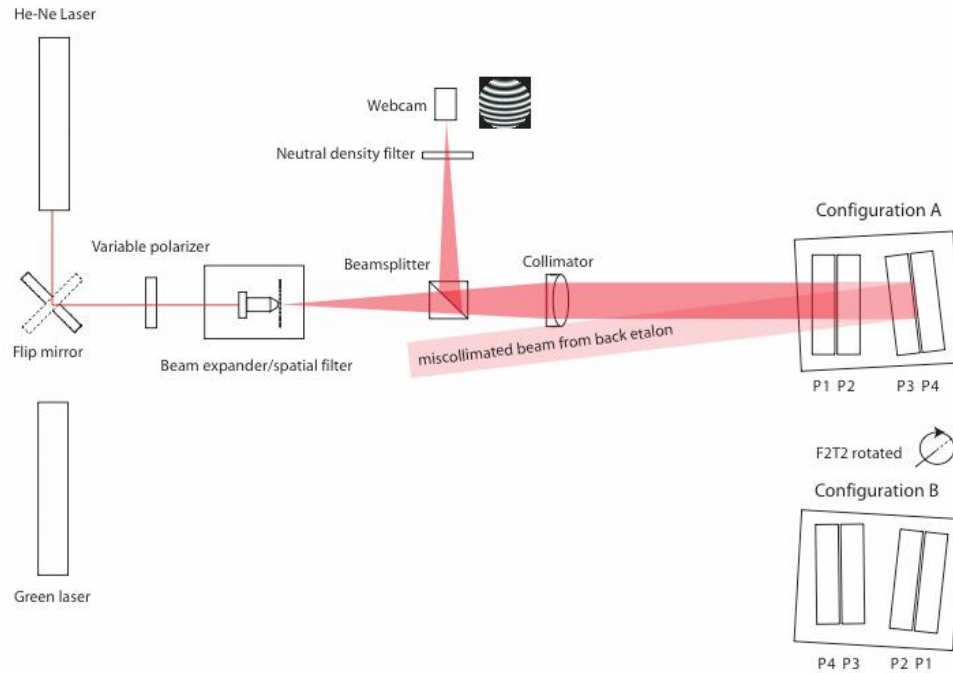 He-Ne Laser
Webcam
Neutral density filter
Configuration A
Variable polarizer
Beamsplitter
Collimator
Flip mirror
Beam expander/spatial filter
miscollimated beam from back etalon
P1 P2
P3 P4
F2T2 rotated
Configuration B
Green laser
P4 P3
P2 P1